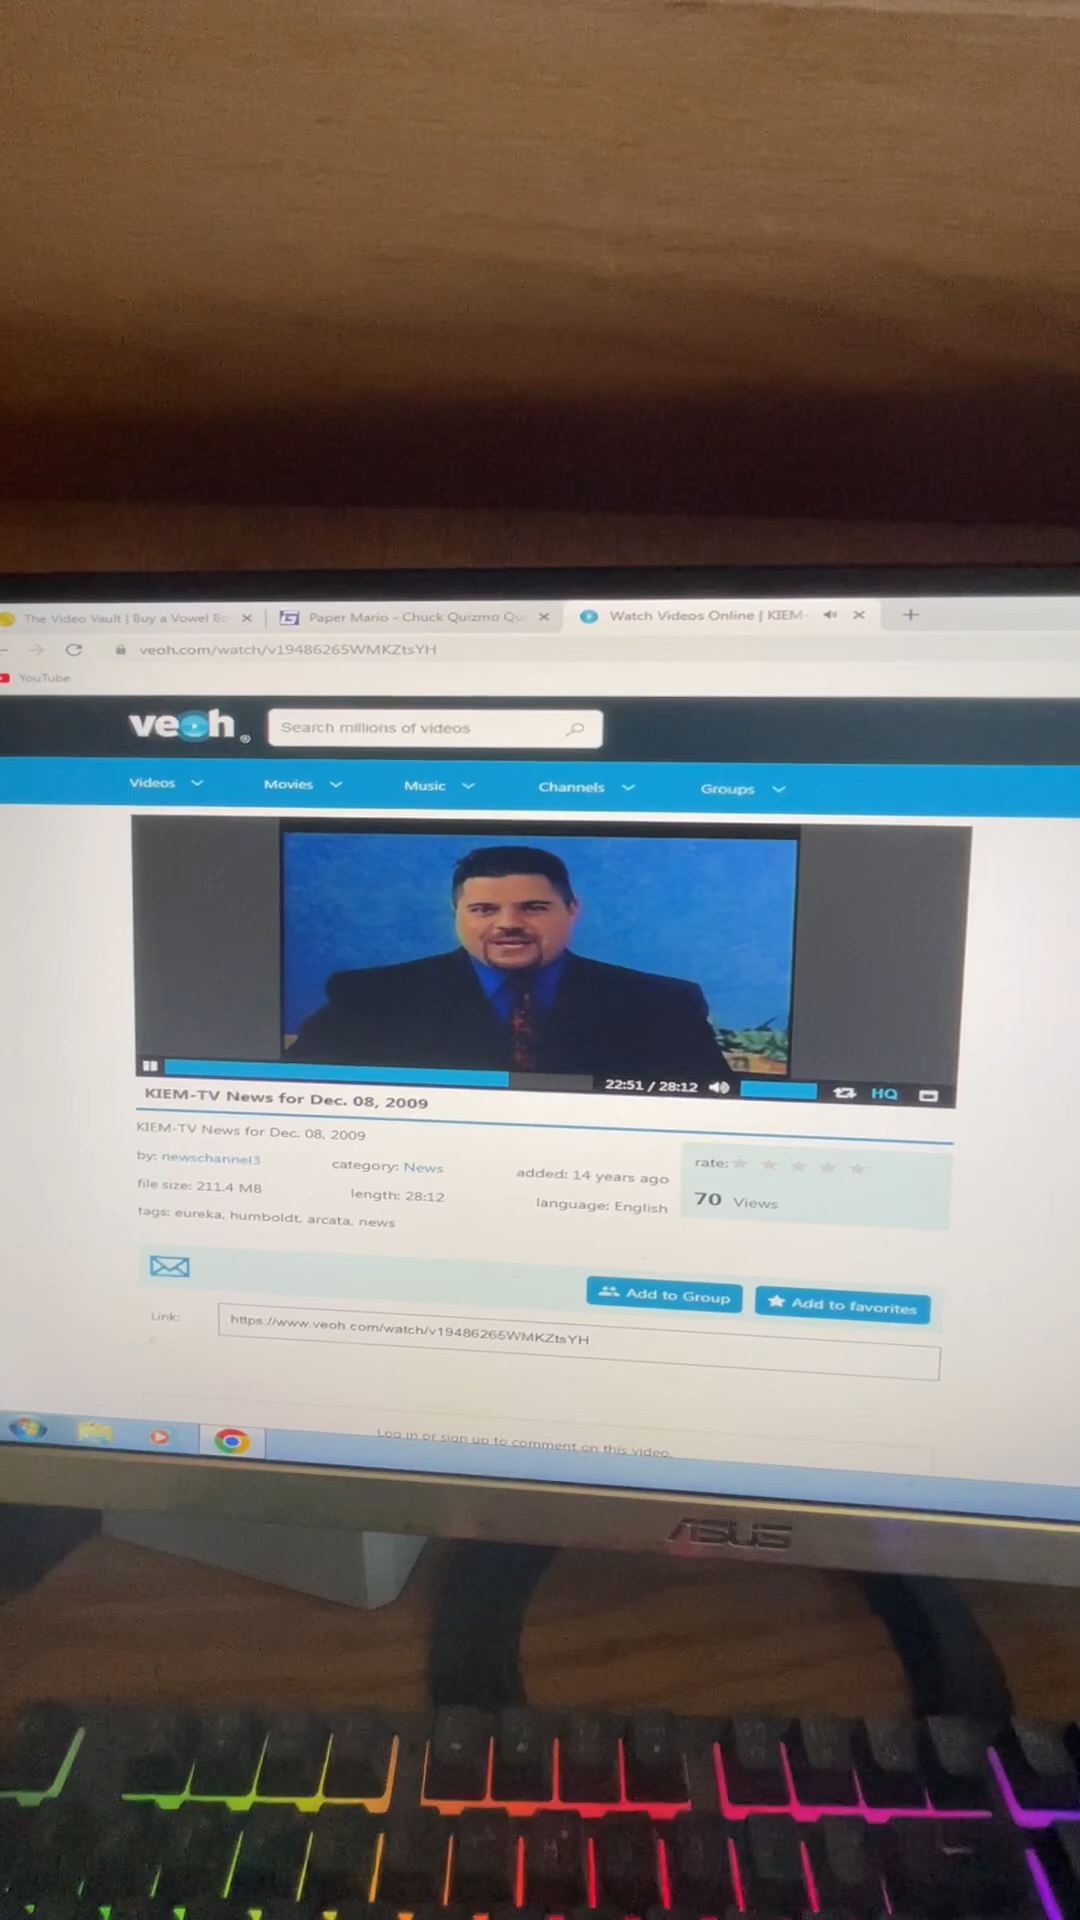 The Video Vault | Buy a Vowel Bo
Paper Mario - Chuck Quizmo Qu
Watch Videos Online | KIEM-
veoh.com/watch/v19486265WMKZtsYH
YouTube
veoh
Search millions of videos
Videos Movies Music Channels Groups
22:51 / 28:12 HQ
KIEM-TV News for Dec. 08, 2009
KIEM-TV News for Dec. 08, 2009
by: newschannel3 category: News added: 14 years ago rate:
file size: 211.4 MB length: 28:12 language: English 70 Views
tags: eureka, humboldt, arcata, news
Add to Group Add to favorites
Link: https://www.veoh.com/watch/v19486265WMKZtsYH
Log in or sign up to comment on this video.
ASUS